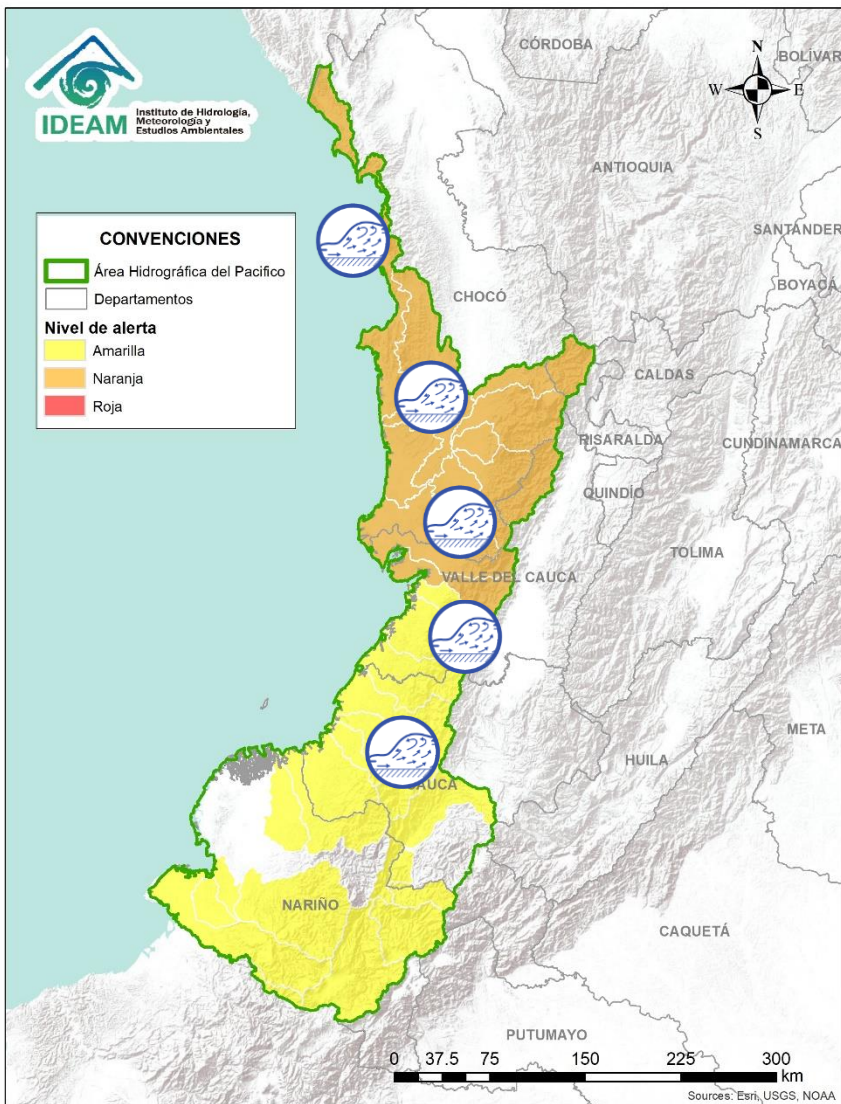 IDEAM
Instituto de Hidrología,
Meteorología y
Estudios Ambientales
CÓRDOBA
BOLÍVAR
N
W
E
S
ANTIOQUIA
SANTANDER
BOYACÁ
CONVENCIONES
Área Hidrográfica del Pacifico
Departamentos
Nivel de alerta
Amarilla
Naranja
Roja
CHOCÓ
CALDAS
RISARALDA
CUNDINAMARCA
QUINDÍO
TOLIMA
VALLE DEL CAUCA
META
HUILA
CAUCA
NARIÑO
CAQUETÁ
PUTUMAYO
0 37.5 75 150 225 300
km
Sources: Esri, USGS, NOAA